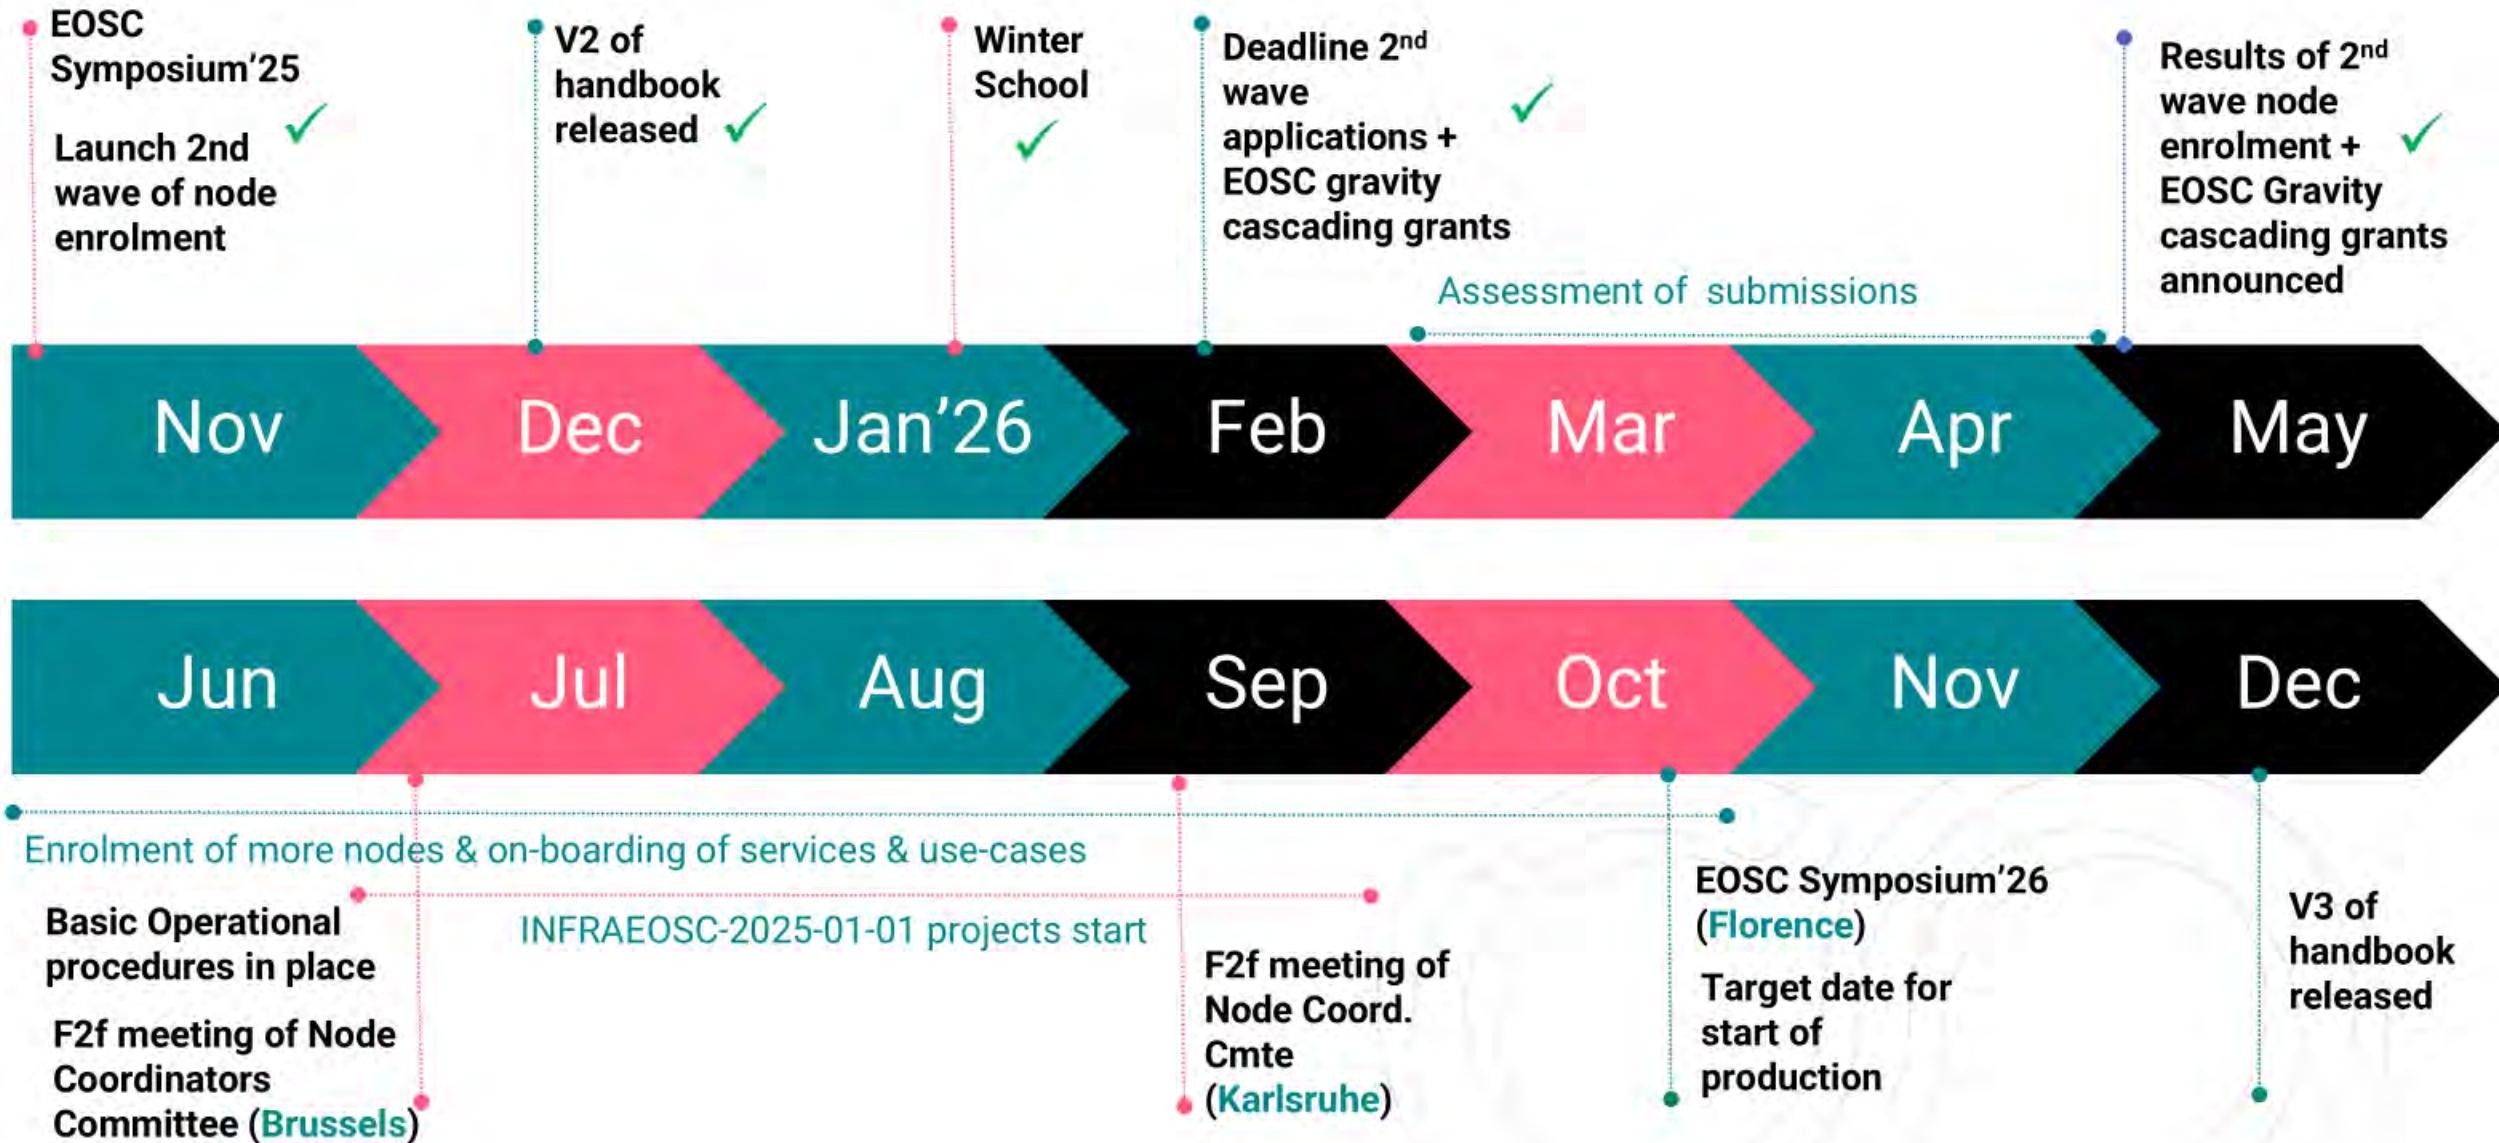 EOSC
Symposium’25
Launch 2nd
wave of node
enrolment
V2 of
handbook
released
Winter
School
Deadline 2nd
wave
applications +
EOSC gravity
cascading grants
Results of 2nd
wave node
enrolment +
EOSC Gravity
cascading grants
announced
Assessment of submissions
Nov
Dec
Jan’26
Feb
Mar
Apr
May
Jun
Jul
Aug
Sep
Oct
Nov
Dec
Enrolment of more nodes & on-boarding of services & use-cases
INFRAEOSC-2025-01-01 projects start
Basic Operational
procedures in place
F2f meeting of Node
Coordinators
Committee (Brussels)
F2f meeting of
Node Coord.
Cmte
(Karlsruhe)
EOSC Symposium’26
(Florence)
Target date for
start of
production
V3 of
handbook
released